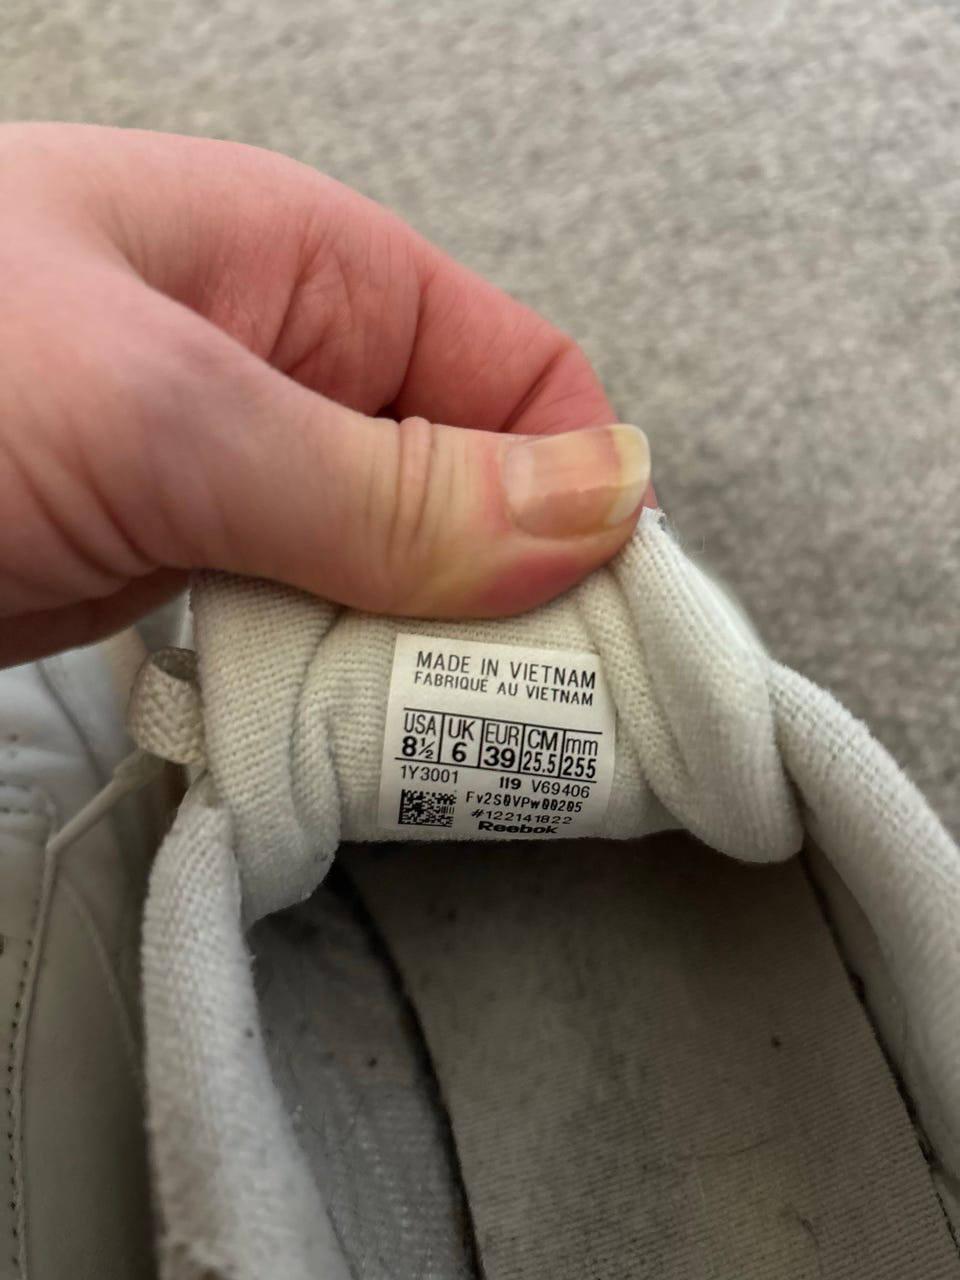 MADE IN VIETNAM
FABRIQUÉ AU VIETNAM
USA UK EUR CM mm
8½ 6 39 25.5 255
1Y3001 119 V69406
Fv2S0VPw00205
#122141822
Reebok